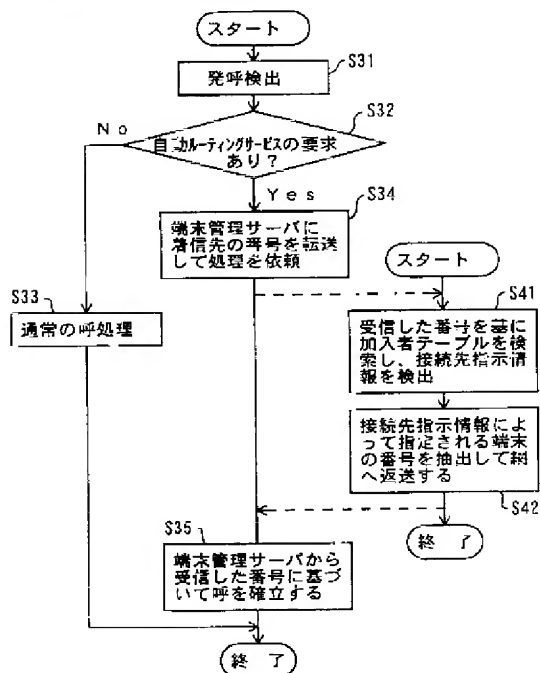 スタート
S31
発呼検出
S32
No
ルーティングサービスの要求
あり？
Yes
S34
端末管理サーバに
着信先の番号を転送
して処理を依頼
スタート
S33
通常の呼処理
S41
受信した番号を基に
加入者テーブルを検
索し、接続先指示情
報を検出
接続先指示情報によ
って指定される端末
の番号を抽出して網
へ返送する
S42
終 了
S35
端末管理サーバから
受信した番号に基づ
いて呼を確立する
終 了